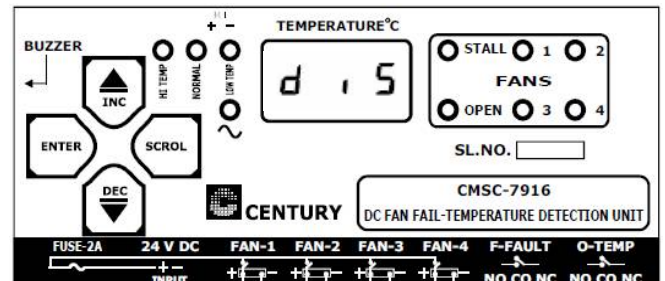 TEMPERATURE°C
+ -
BUZZER
HI TEMP
NORMAL
LOW TEMP
d i S
STALL 1 2
FANS
OPEN 3 4
INC
ENTER
SCROL
DEC
SL.NO.
CENTURY
CMSC-7916
DC FAN FAIL-TEMPERATURE DETECTION UNIT
FUSE-2A 24 V DC FAN-1 FAN-2 FAN-3 FAN-4 F-FAULT O-TEMP
+ - + - + - + - + -
INPUT NO CO NC NO CO NC